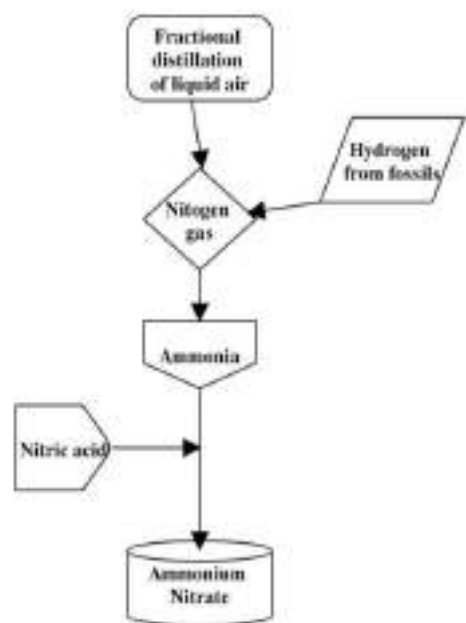 Fractional
distillation
of liquid air
Hydrogen
from fossils
Nitogen
gas
Ammonia
Nitric acid
Ammonium
Nitrate